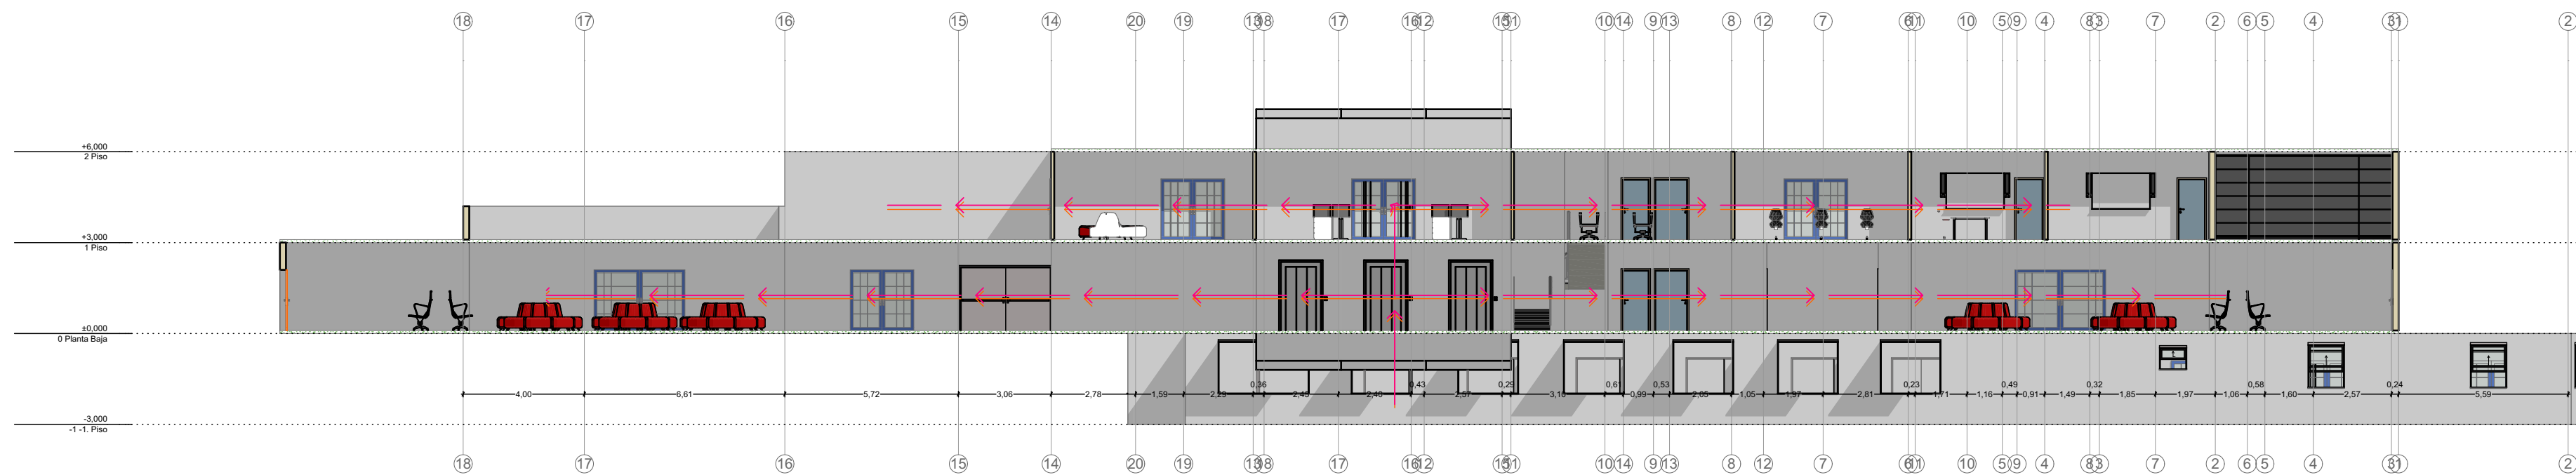 18 17 16 15 14 20 19 13 18 17 16 12 15 11 10 14 9 13 8 12 7 6 11 10 5 9 4 8 3 7 2 6 5 4 3 1 2
+6,000
2 Piso
+3,000
1 Piso
±0,000
0 Planta Baja
0,36 0,43 0,29 0,61 0,53 0,23 0,49 0,32 0,58 0,24
4,00 6,61 5,72 3,06 2,78 1,59 2,29 2,45 2,40 2,57 3,10 0,99 2,05 1,05 1,97 2,81 1,71 1,16 0,91 1,49 1,85 1,97 1,06 1,60 2,57 5,59
-3,000
-1 -1. Piso
18 17 16 15 14 20 19 13 18 17 16 12 15 11 10 14 9 13 8 12 7 6 11 10 5 9 4 8 3 7 2 6 5 4 3 1 2